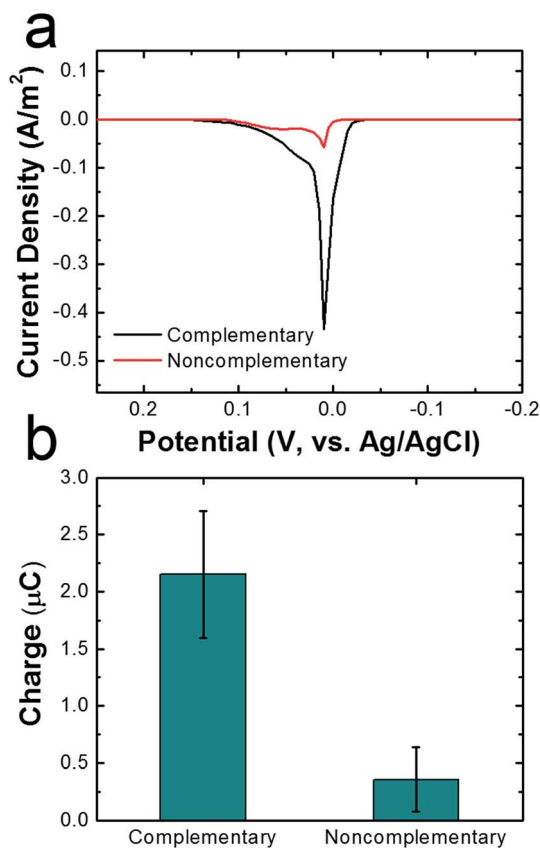 a
Current Density (A/m²)
0.1
0.0
-0.1
-0.2
-0.3
-0.4
-0.5
Complementary
Noncomplementary
0.2 0.1 0.0 -0.1 -0.2
Potential (V, vs. Ag/AgCl)
b
Charge (μC)
3.0
2.5
2.0
1.5
1.0
0.5
0.0
Complementary Noncomplementary